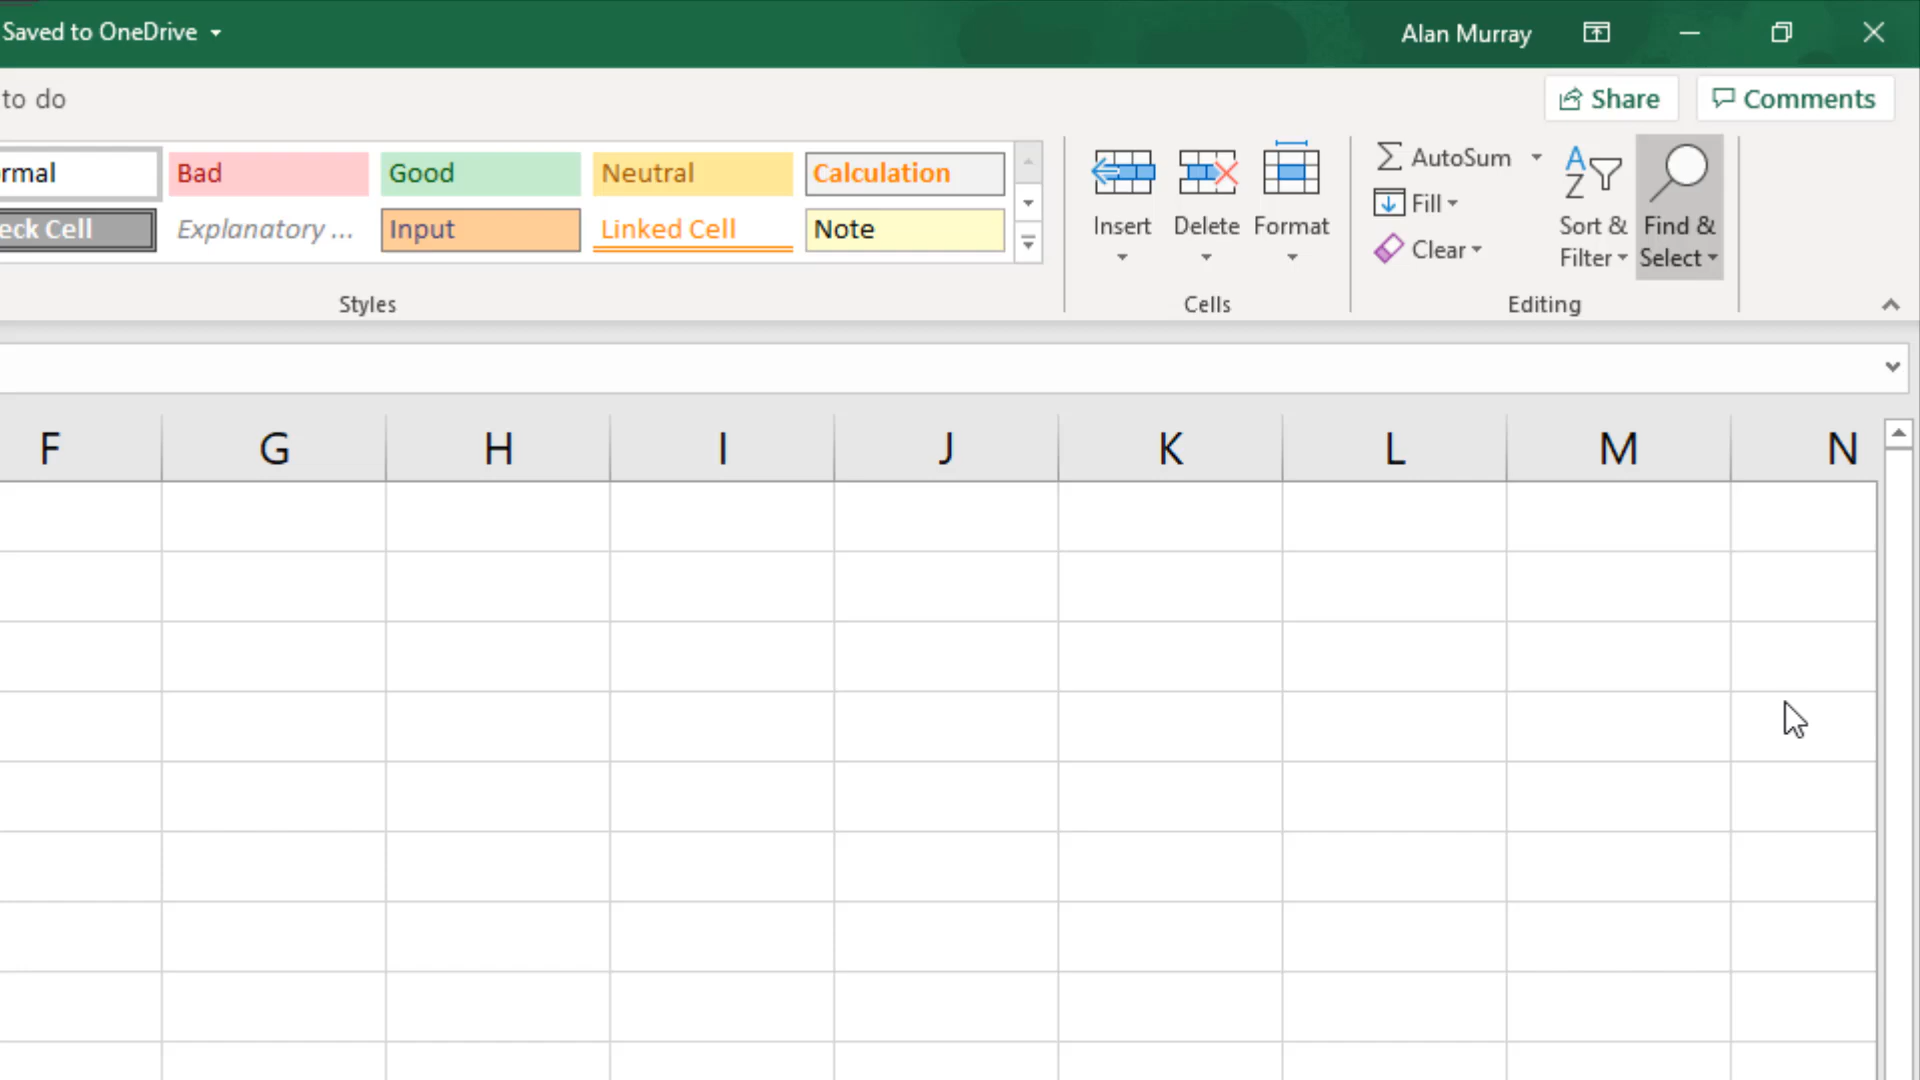 Saved to OneDrive
Alan Murray
to do
Share
Comments
rmal
Bad
Good
Neutral
Calculation
eck Cell
Explanatory ...
Input
Linked Cell
Note
Insert
Delete
Format
AutoSum
Fill
Clear
Sort &
Filter
Find &
Select
Styles
Cells
Editing
F G H I J K L M N